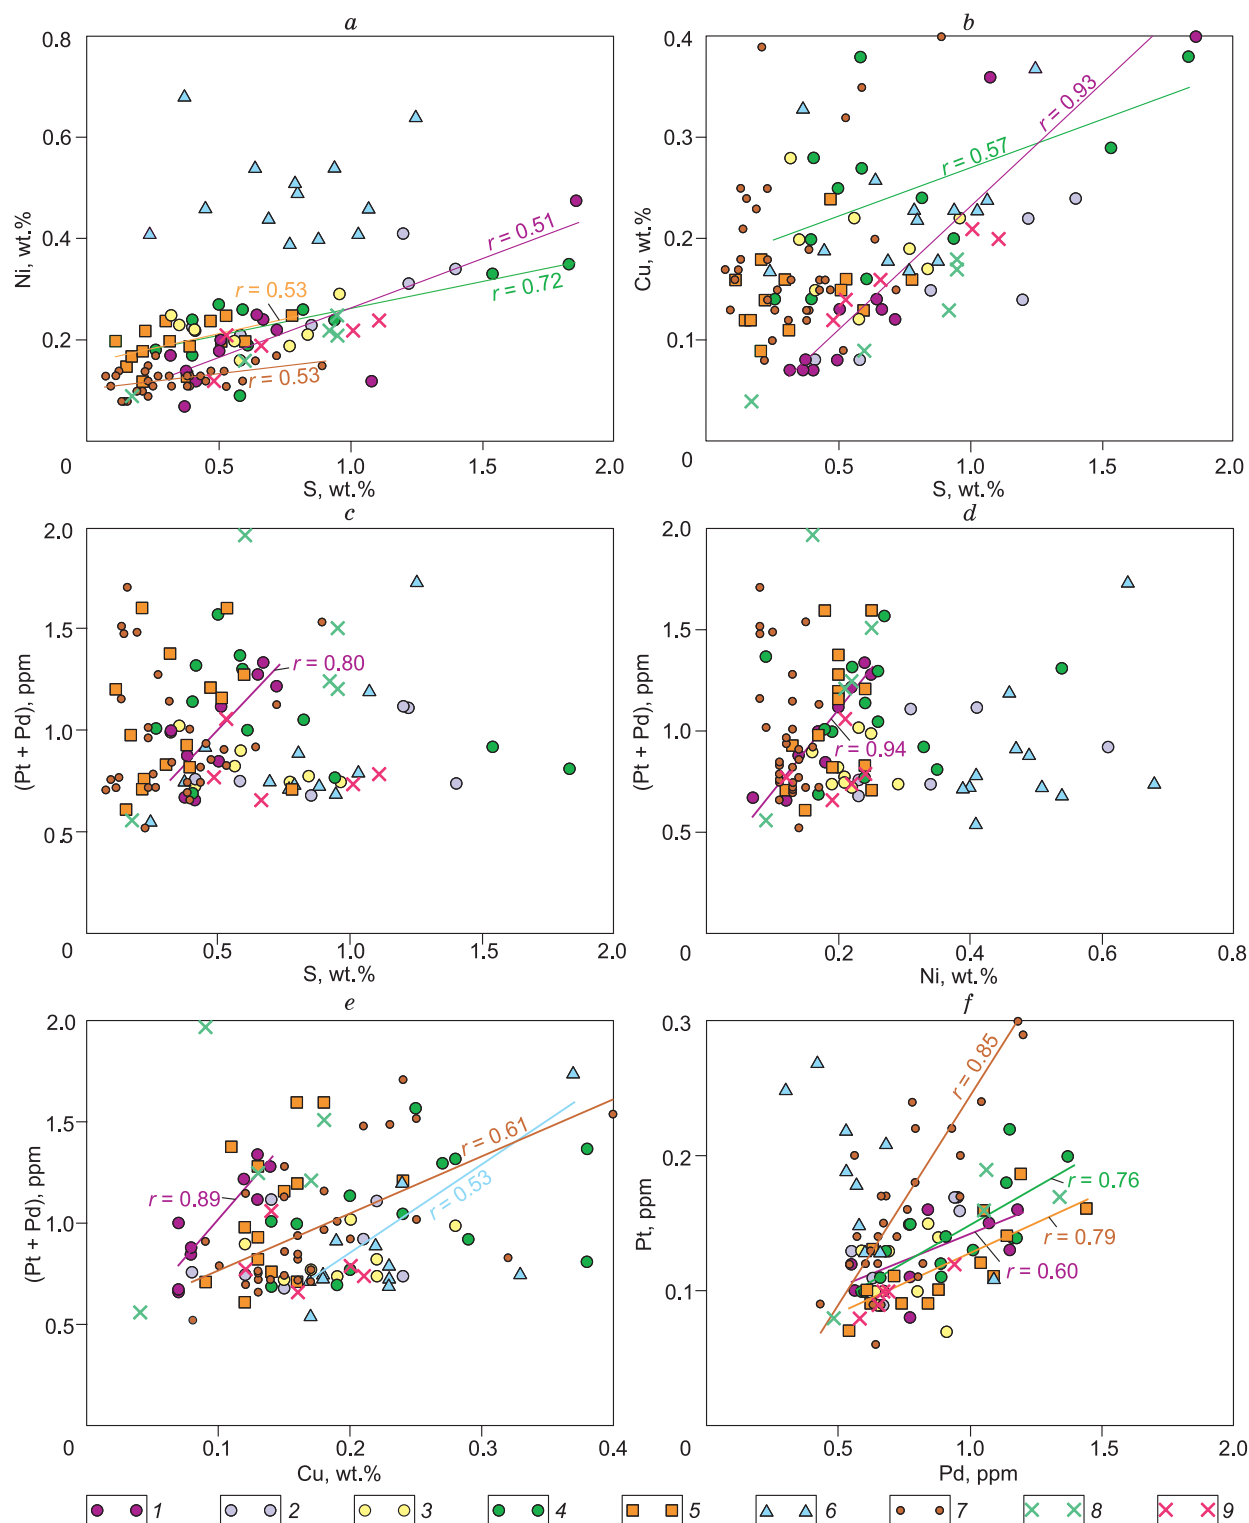 a
0.8
0.6
0.4
0.2
0
Ni, wt.%
r = 0.51
r = 0.72
r = 0.53
r = 0.53
0.5
1.0
1.5
2.0
S, wt.%
b
0.4
0.3
0.2
0.1
0
Cu, wt.%
r = 0.93
r = 0.57
0.5
1.0
1.5
2.0
S, wt.%
c
2.0
1.5
1.0
0.5
0
(Pt + Pd), ppm
r = 0.80
0.5
1.0
1.5
2.0
S, wt.%
d
2.0
1.5
1.0
0.5
0
(Pt + Pd), ppm
r = 0.94
0.2
0.4
0.6
0.8
Ni, wt.%
e
2.0
1.5
1.0
0.5
0
(Pt + Pd), ppm
r = 0.89
r = 0.61
r = 0.53
0.1
0.2
0.3
0.4
Cu, wt.%
f
0.3
0.2
0.1
0
Pt, ppm
r = 0.85
r = 0.76
r = 0.79
r = 0.60
0.5
1.0
1.5
2.0
Pd, ppm
1 2 3 4 5 6 7 8 9